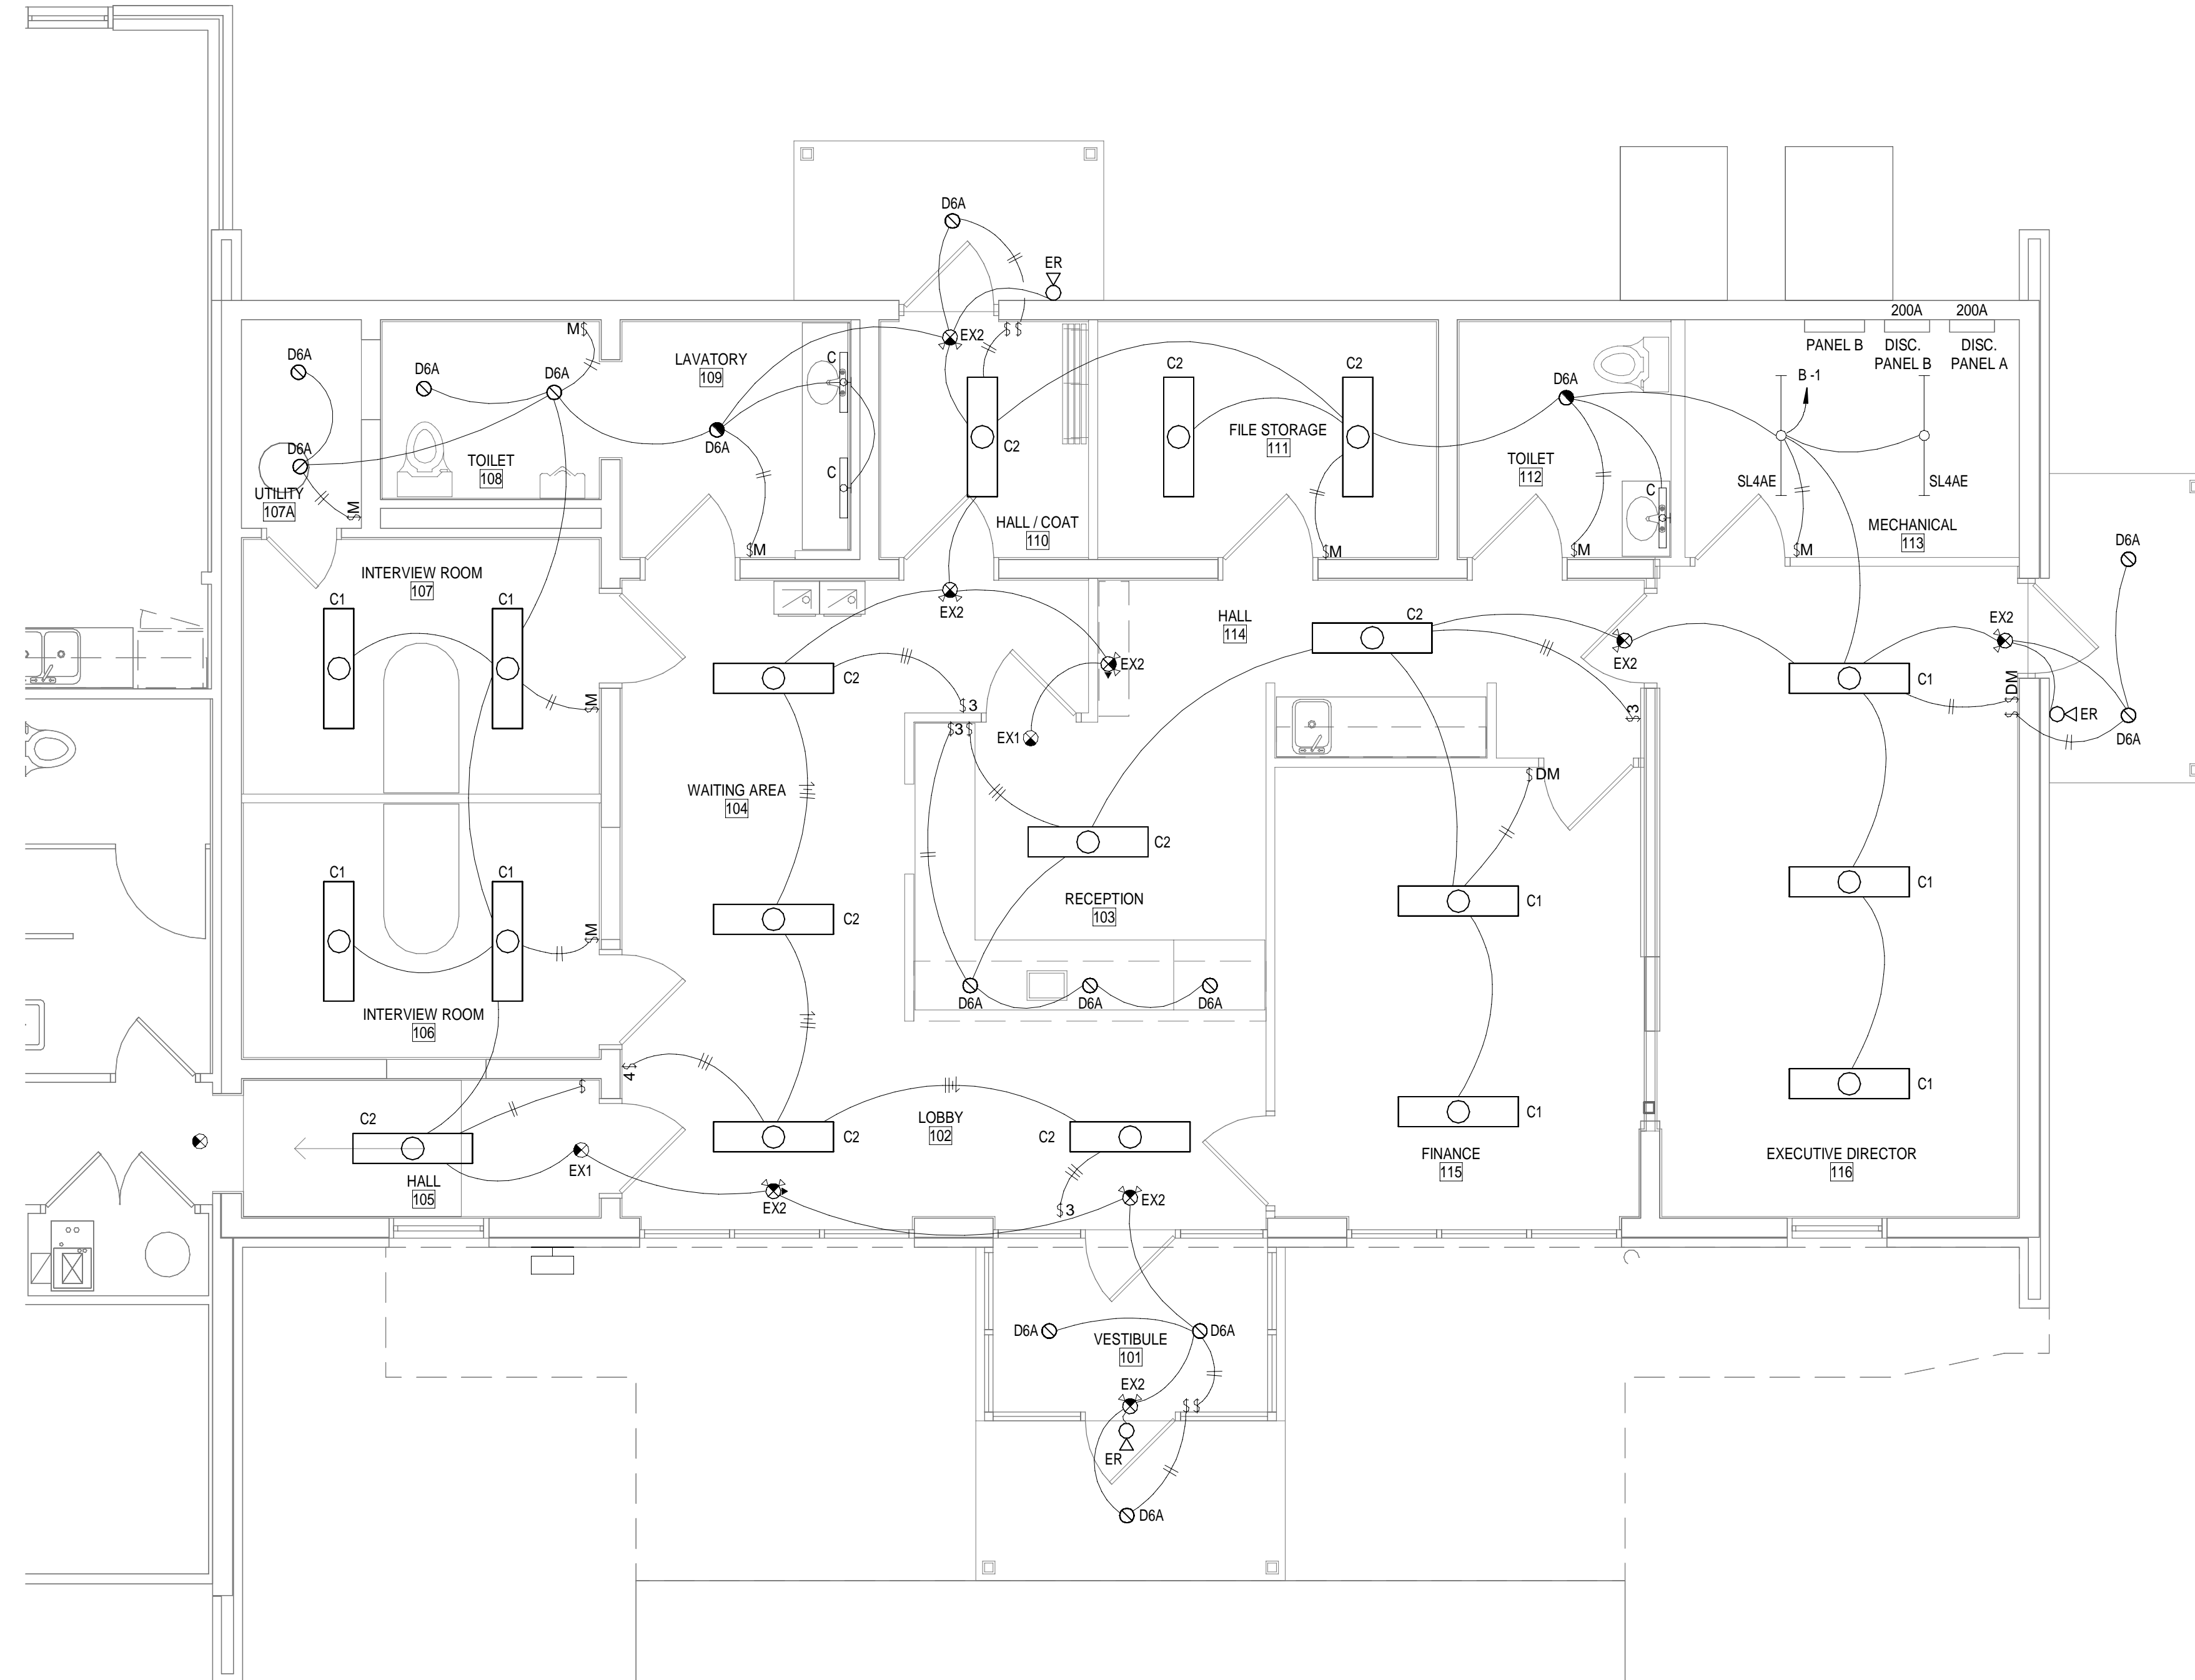 D6A
ER
200A 200A
EX2
M$
$ $
PANEL B
DISC.
PANEL B
DISC.
PANEL A
D6A
D6A
D6A
LAVATORY
109
C
C2
C2
D6A
B -1
D6A
D6A
C2
FILE STORAGE
111
TOILET
108
C
TOILET
112
SL4AE
SL4AE
UTILITY
107A
$M
C
HALL / COAT
110
MECHANICAL
113
$M
$M
$M
$M
D6A
INTERVIEW ROOM
107
C1
C1
EX2
HALL
114
C2
EX2
EX2
EX2
C2
C1
$M
$3
$3
$DM
$
ER
D6A
$3 $
EX1
$DM
WAITING AREA
104
C2
C1
C1
RECEPTION
103
C1
C1
C2
$M
D6A
D6A
D6A
INTERVIEW ROOM
106
$4
$
C2
LOBBY
102
C2
C2
C1
C1
FINANCE
115
EXECUTIVE DIRECTOR
116
EX1
HALL
105
EX2
EX2
$3
D6A
D6A
VESTIBULE
101
EX2
$ $
ER
D6A